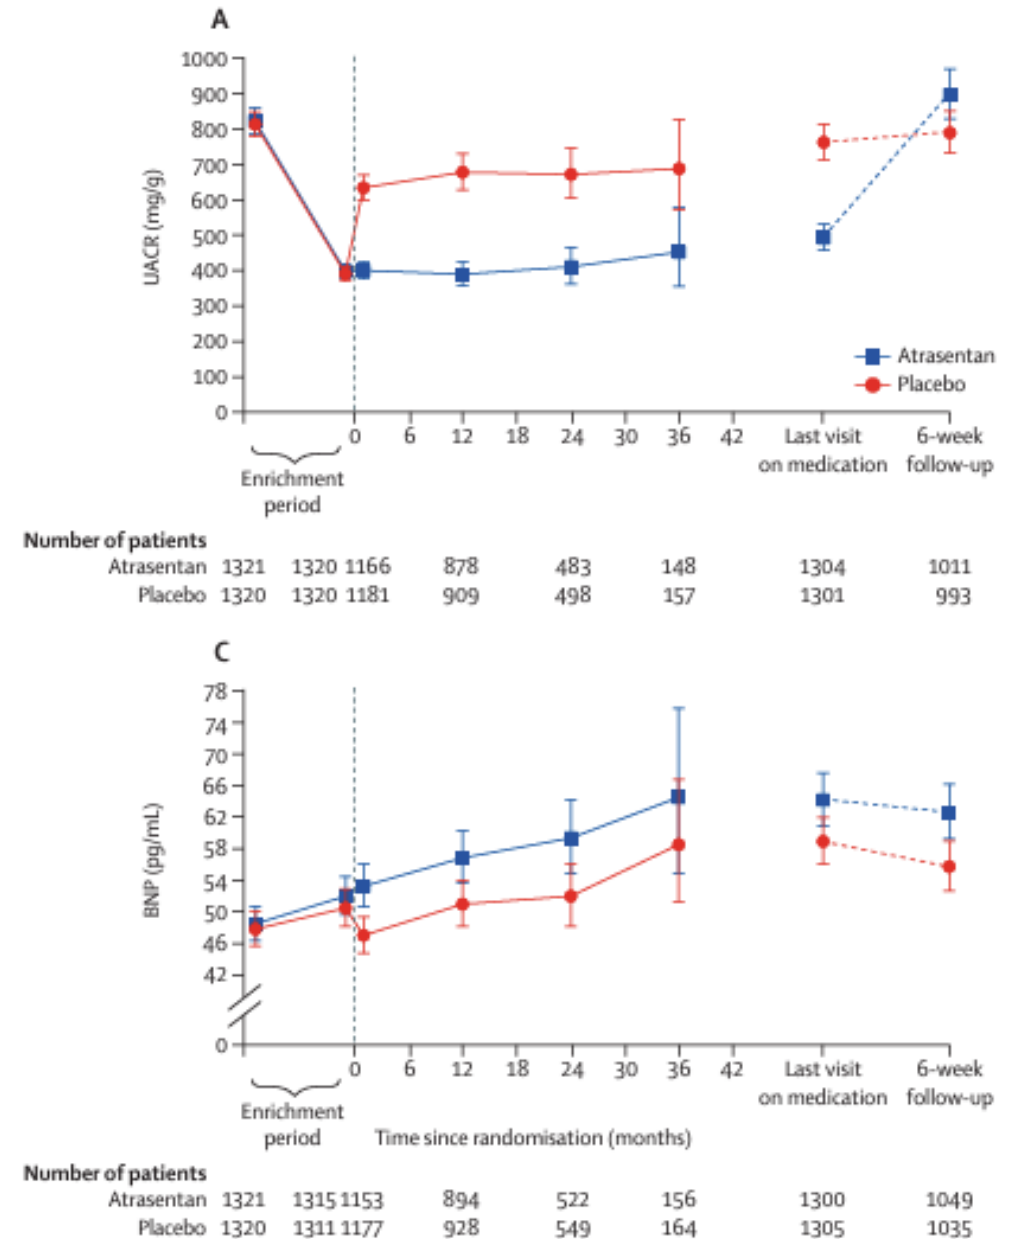 A
1000
900
800
700
600
500
400
300
200
100
0
UACR (mg/g)
Atrasentan
Placebo
0 6 12 18 24 30 36 42 Last visit on medication 6-week follow-up
Enrichment period
Number of patients
Atrasentan 1321 1320 1166 878 483 148 1304 1011
Placebo 1320 1320 1181 909 498 157 1301 993
C
78
74
70
66
62
58
54
50
46
42
0
BNP (pg/mL)
0 6 12 18 24 30 36 42 Last visit on medication 6-week follow-up
Enrichment period
Time since randomisation (months)
Number of patients
Atrasentan 1321 1315 1153 894 522 156 1300 1049
Placebo 1320 1311 1177 928 549 164 1305 1035